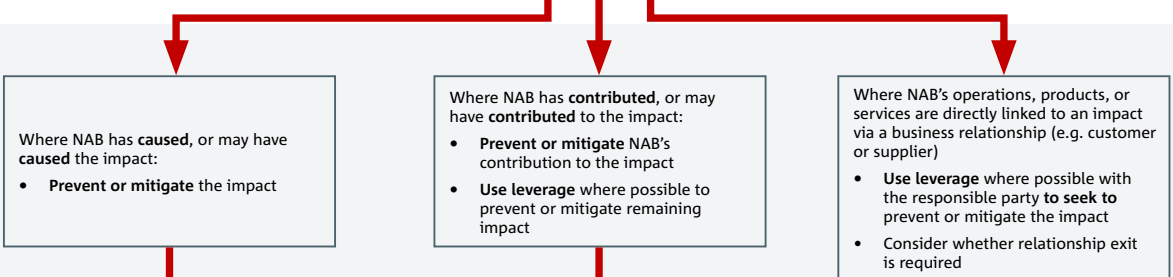 Where NAB has caused, or may have
caused the impact:
• Prevent or mitigate the impact
Where NAB has contributed, or may
have contributed to the impact:
• Prevent or mitigate NAB's
contribution to the impact
• Use leverage where possible to
prevent or mitigate remaining
impact
Where NAB's operations, products, or
services are directly linked to an impact
via a business relationship (e.g. customer
or supplier)
• Use leverage where possible with
the responsible party to seek to
prevent or mitigate the impact
• Consider whether relationship exit
is required